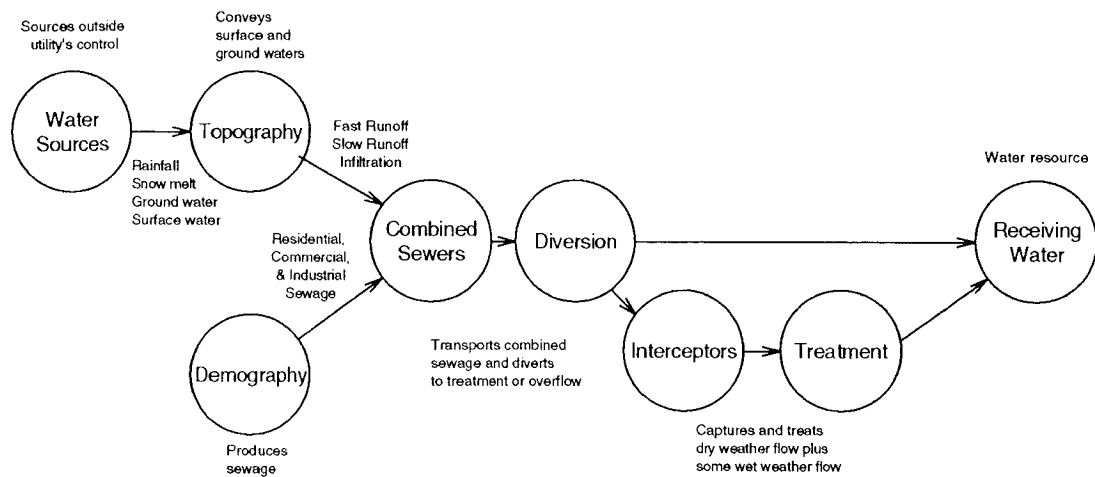 Sources outside
utility's control
Water
Sources
Rainfall
Snow melt
Ground water
Surface water
Conveys
surface and
ground waters
Topography
Fast Runoff
Slow Runoff
Infiltration
Residential,
Commercial,
& Industrial
Sewage
Demography
Produces
sewage
Combined
Sewers
Diversion
Transports combined
sewage and diverts
to treatment or overflow
Interceptors
Treatment
Captures and treats
dry weather flow plus
some wet weather flow
Water resource
Receiving
Water